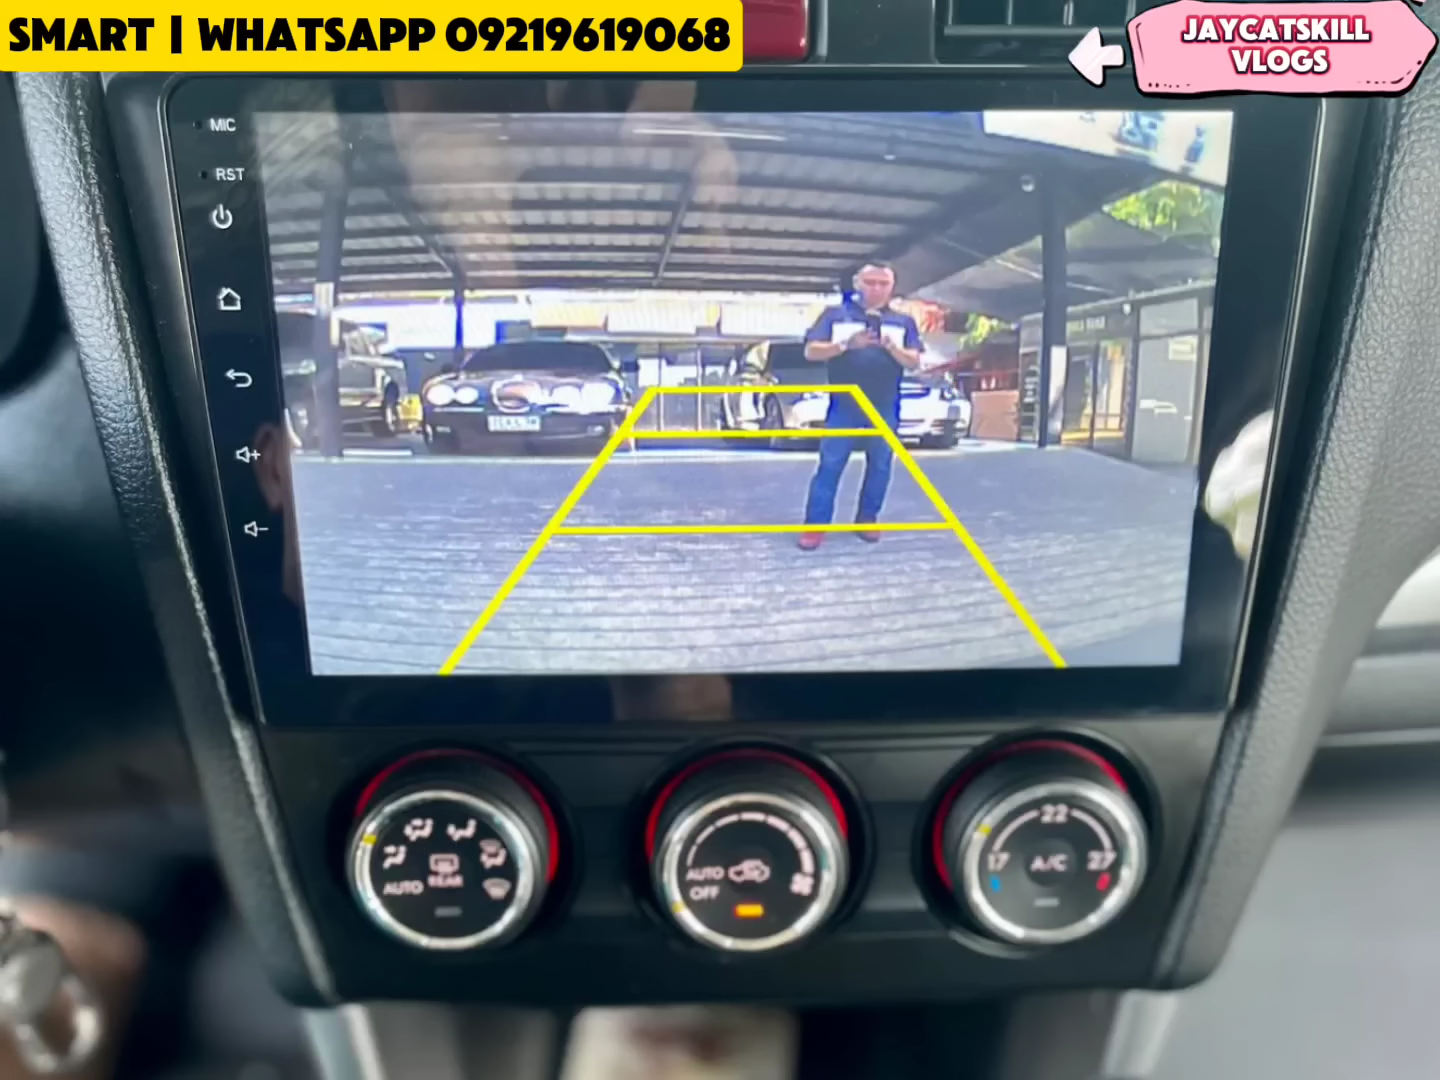 SMART | WHATSAPP 09219619068
JAYCATSKILL
VLOGS
MIC
RST
AUTO
REAR
AUTO
OFF
22
17 A/C 27